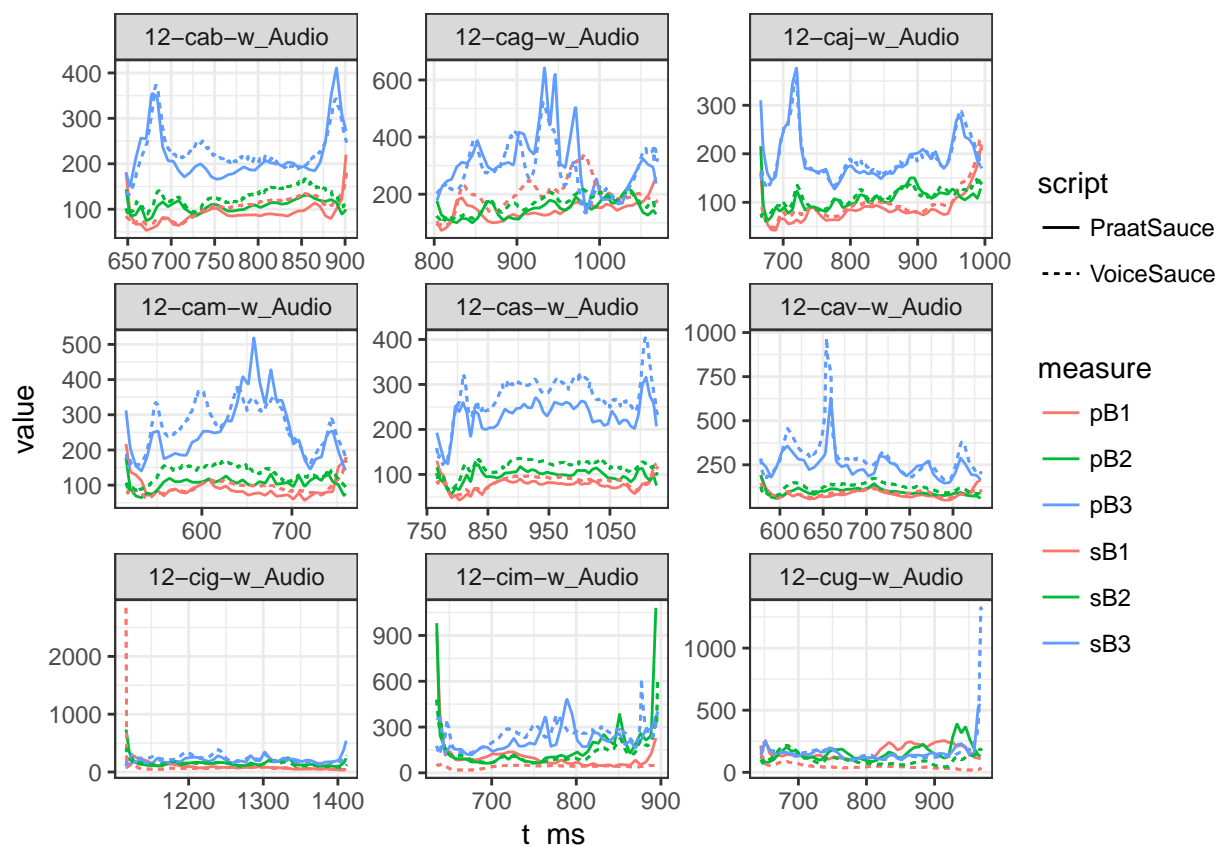 12−cab−w_Audio
12−cag−w_Audio
12−caj−w_Audio
400
300
200
100
650 700 750 800 850 900
600
400
200
800 900 1000
300
200
100
700 800 900 1000
12−cam−w_Audio
12−cas−w_Audio
12−cav−w_Audio
500
400
300
200
100
600 700
400
300
200
100
750 850 950 1050
1000
750
500
250
600 650 700 750 800
12−cig−w_Audio
12−cim−w_Audio
12−cug−w_Audio
2000
1000
0
1200 1300 1400
900
600
300
0
700 800 900
1000
500
0
700 800 900
value
t_ms
script
PraatSauce
VoiceSauce
measure
pB1
pB2
pB3
sB1
sB2
sB3